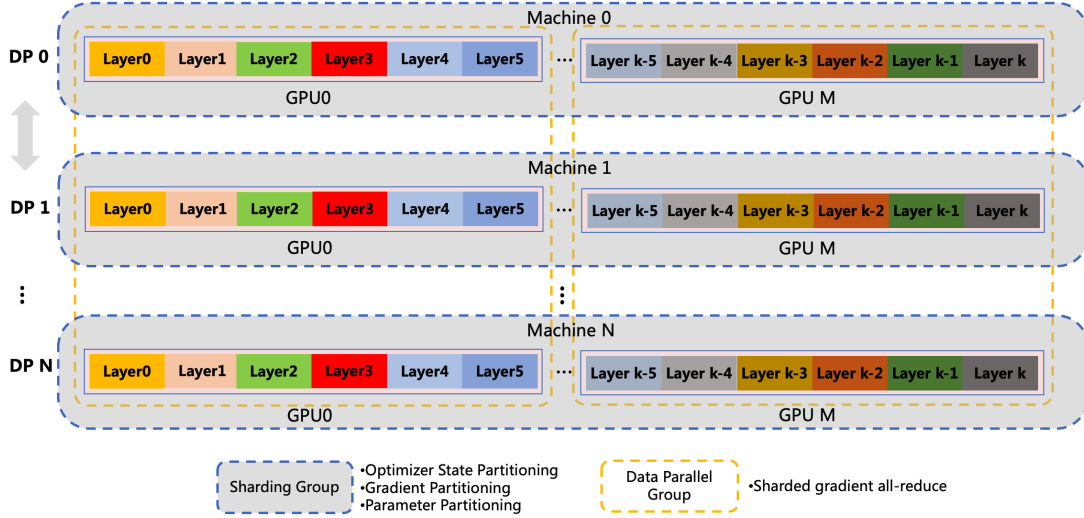 Machine 0
DP 0
Layer0 Layer1 Layer2 Layer3 Layer4 Layer5 ... Layer k-5 Layer k-4 Layer k-3 Layer k-2 Layer k-1 Layer k
GPU0 GPU M
Machine 1
DP 1
Layer0 Layer1 Layer2 Layer3 Layer4 Layer5 ... Layer k-5 Layer k-4 Layer k-3 Layer k-2 Layer k-1 Layer k
GPU0 GPU M
⋮ ⋮
Machine N
DP N
Layer0 Layer1 Layer2 Layer3 Layer4 Layer5 ... Layer k-5 Layer k-4 Layer k-3 Layer k-2 Layer k-1 Layer k
GPU0 GPU M
Sharding Group
•Optimizer State Partitioning
•Gradient Partitioning
•Parameter Partitioning
Data Parallel
Group
•Sharded gradient all-reduce